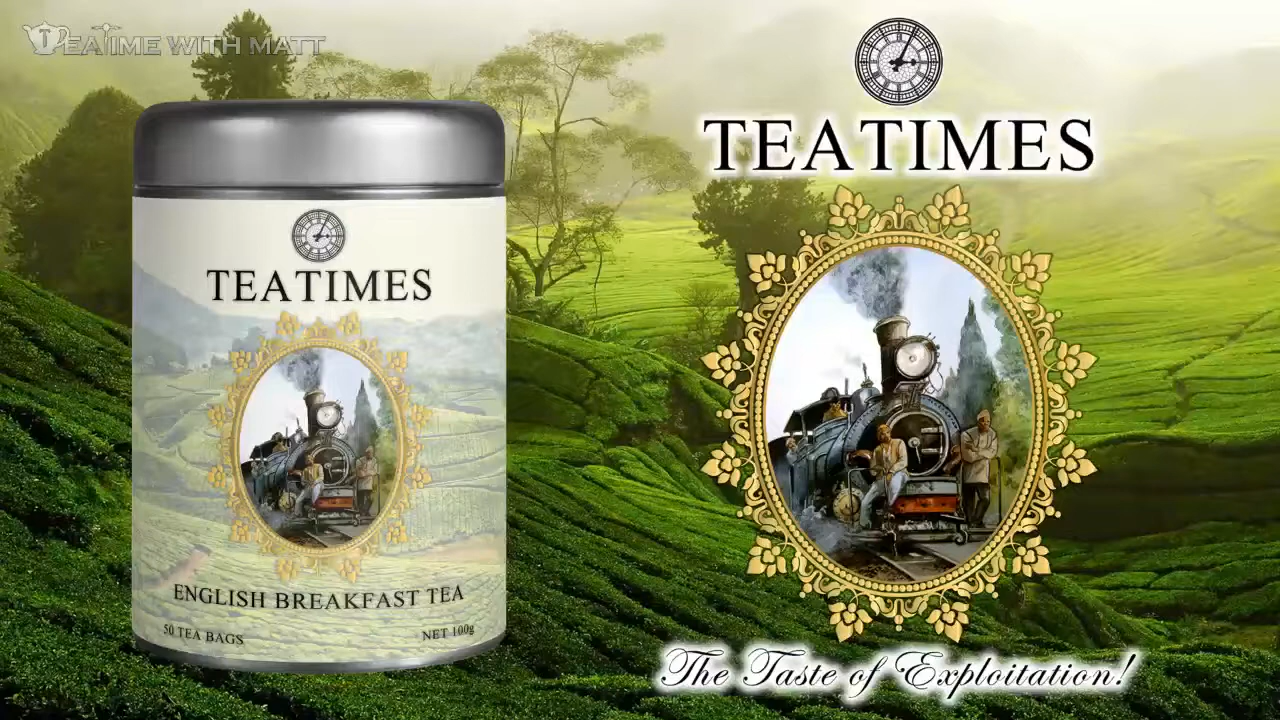 TEATIME WITH MATT
TEATIMES
ENGLISH BREAKFAST TEA
50 TEA BAGS
NET 100g
TEATIMES
The Taste of Exploitation!